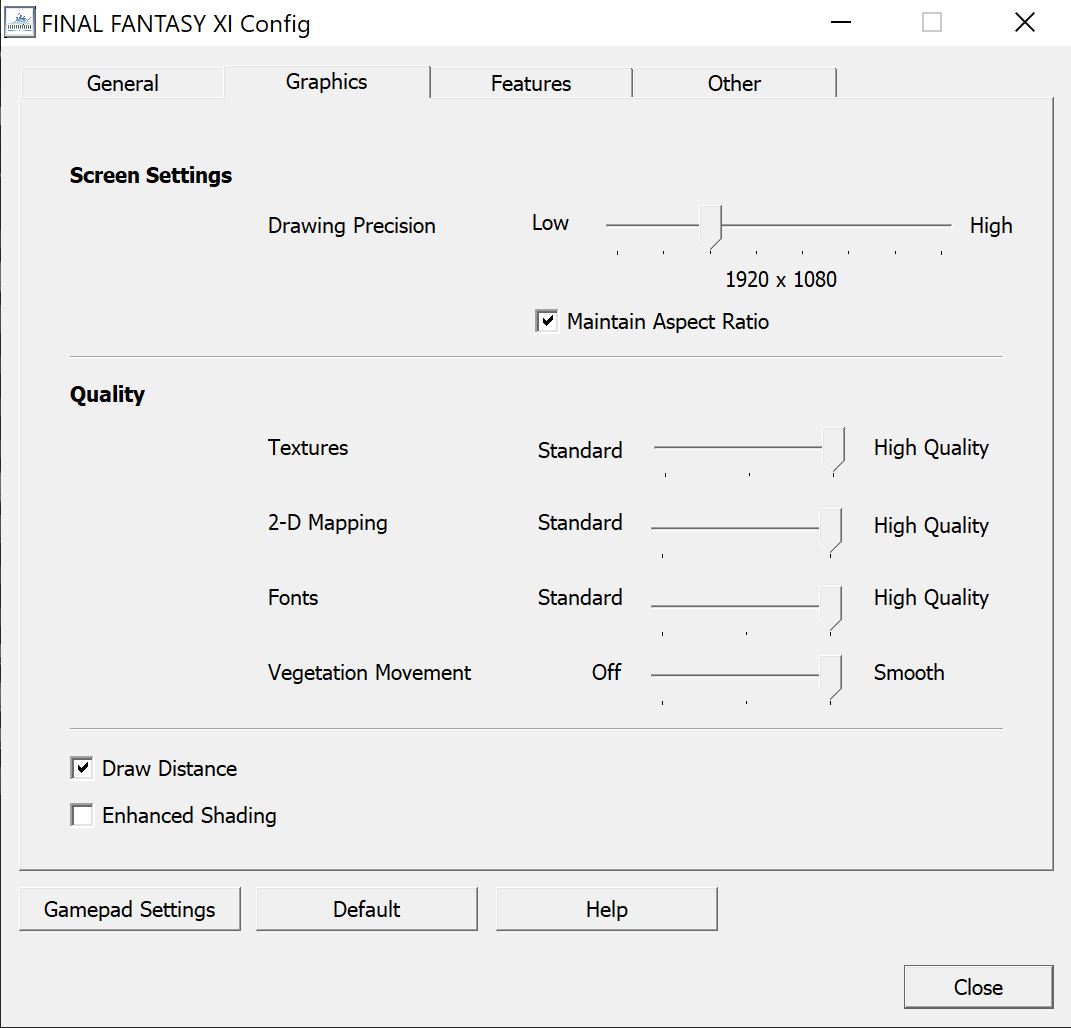 FINAL FANTASY XI Config
General Graphics Features Other
Screen Settings
Drawing Precision Low High
1920 x 1080
Maintain Aspect Ratio
Quality
Textures Standard High Quality
2-D Mapping Standard High Quality
Fonts Standard High Quality
Vegetation Movement Off Smooth
Draw Distance
Enhanced Shading
Gamepad Settings Default Help
Close